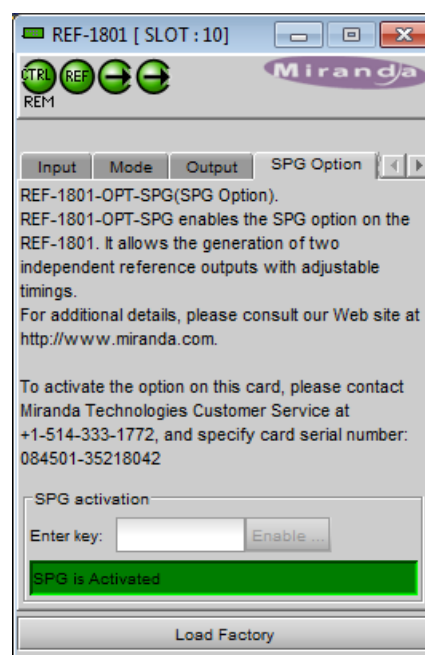 REF-1801 [ SLOT : 10]
CTRL REF
REM
Miranda
Input Mode Output SPG Option
REF-1801-OPT-SPG(SPG Option).
REF-1801-OPT-SPG enables the SPG option on the
REF-1801. It allows the generation of two
independent reference outputs with adjustable
timings.
For additional details, please consult our Web site at
http://www.miranda.com.
To activate the option on this card, please contact
Miranda Technologies Customer Service at
+1-514-333-1772, and specify card serial number:
084501-35218042
SPG activation
Enter key: Enable ...
SPG is Activated
Load Factory